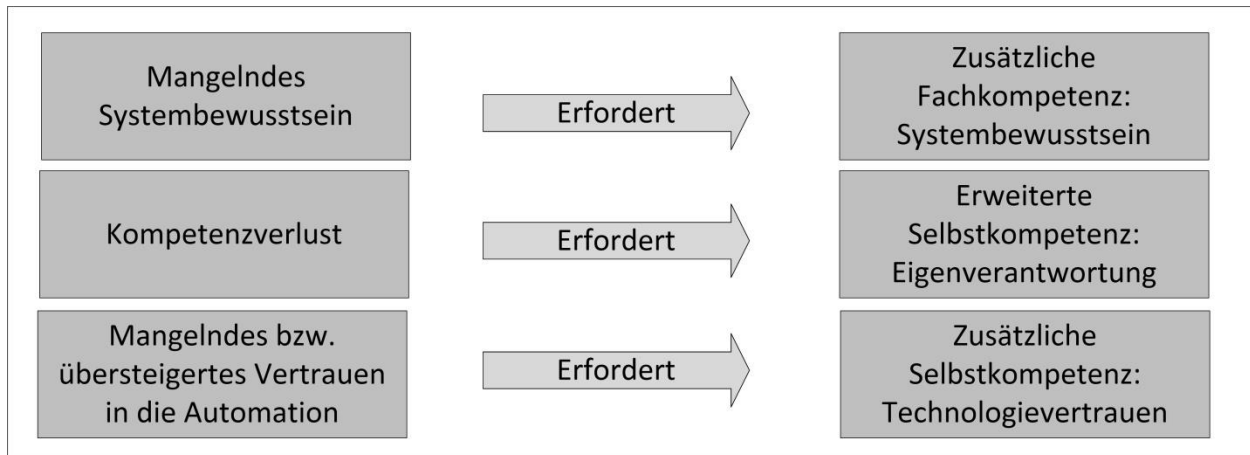 Mangelndes
Systembewusstsein
Erfordert
Zusätzliche
Fachkompetenz:
Systembewusstsein
Kompetenzverlust
Erfordert
Erweiterte
Selbstkompetenz:
Eigenverantwortung
Mangelndes bzw.
übersteigertes Vertrauen
in die Automation
Erfordert
Zusätzliche
Selbstkompetenz:
Technologievertrauen